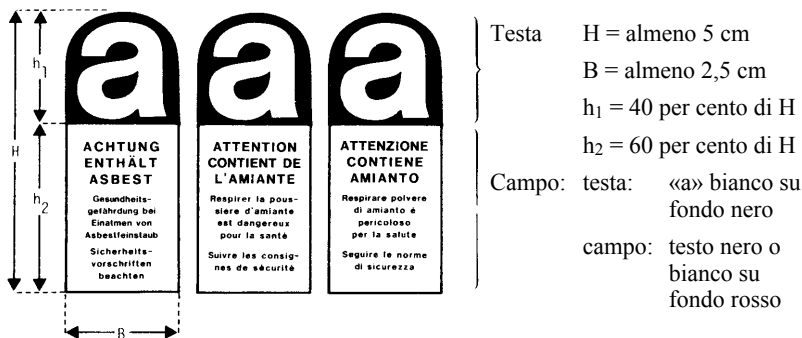 H
h1
h2
B
a
ACHTUNG
ENTHÄLT
ASBEST
Gesundheits-
gefährdung bei
Einatmen von
Asbestfeinstaub
Sicherheits-
vorschriften
beachten
a
ATTENTION
CONTIENT DE
L'AMIANTE
Respirer la pous-
sière d'amiante
est dangereux
pour la santé
Suivre les consig-
nes de sécurité
a
ATTENZIONE
CONTIENE
AMIANTO
Respirare polvere
di amianto é
pericoloso
per la salute
Seguire le norme
di sicurezza
Testa H = almeno 5 cm
B = almeno 2,5 cm
h1 = 40 per cento di H
h2 = 60 per cento di H
Campo: testa: «a» bianco su
fondo nero
campo: testo nero o
bianco su
fondo rosso